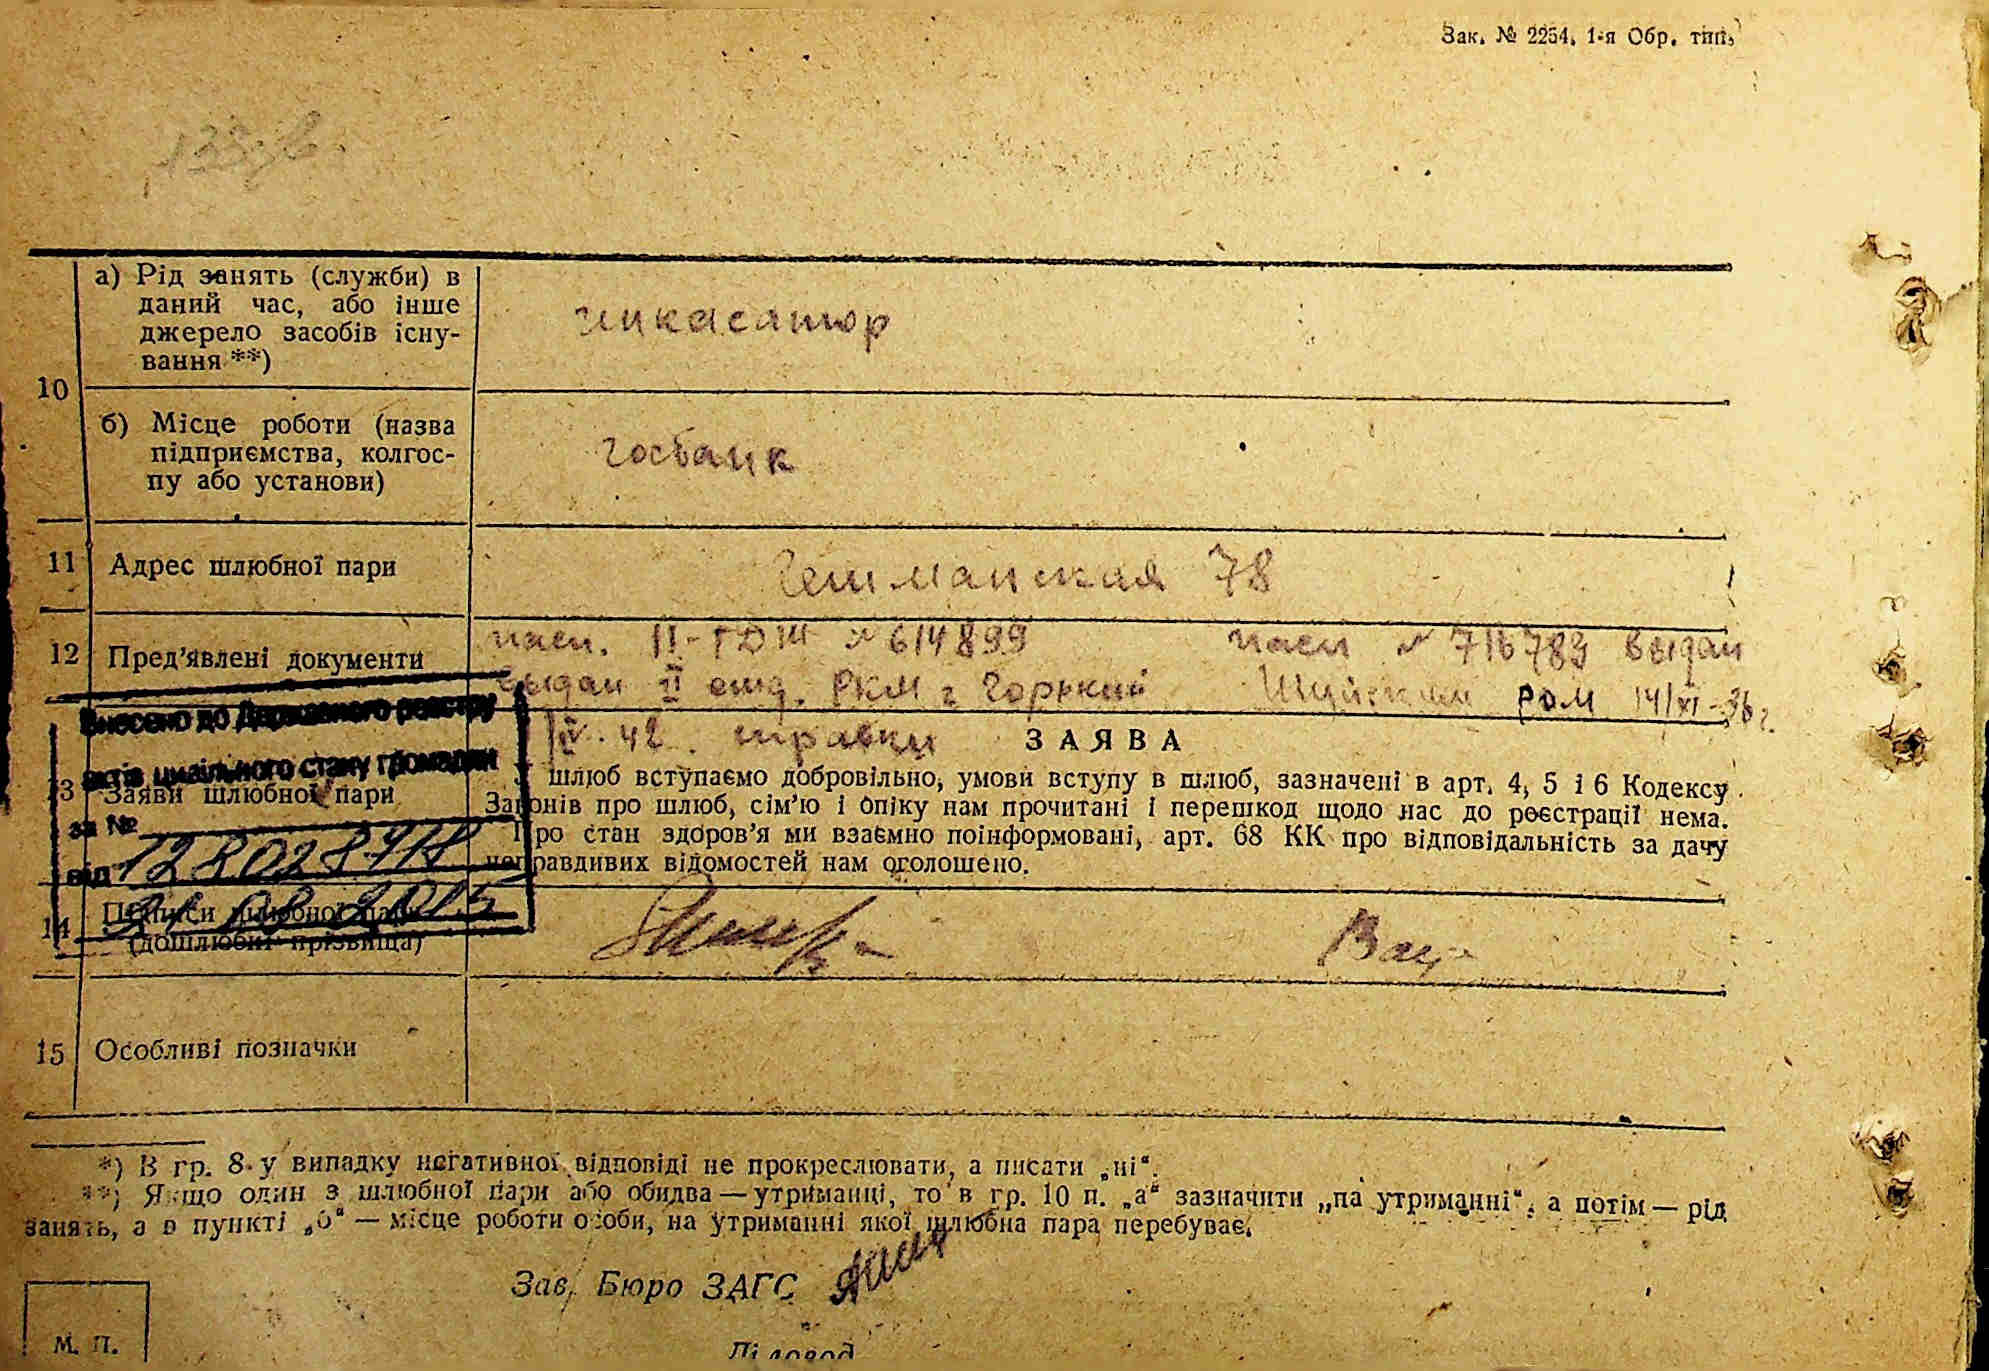 Зак. № 2254, 1-я Обр. тип.
а) Рід занять (служби) в
даний час, або інше
джерело засобів існу-
вання **)
инкасатор
10
б) Місце роботи (назва
підприємства, колгос-
пу або установи)
госбанк
11 Адрес шлюбної пари
78
12 Пред'явлені документи
пасп. № 614899
выдан II отд. РКМ г Горький
IV. 42. справки
пасп № 716783 выдан
Шуйским РОМ 14/XI-36 г.
Внесено до Державного реєстру
актів цивільного стану громадян
за №
від
13 Заяви шлюбної пари
ЗАЯВА
У шлюб вступаємо добровільно, умови вступу в шлюб, зазначені в арт. 4, 5 і 6 Кодексу
Законів про шлюб, сім'ю і опіку нам прочитані і перешкод щодо нас до реєстрації нема.
Про стан здоров'я ми взаємно поінформовані, арт. 68 КК про відповідальність за дачу
неправдивих відомостей нам оголошено.
14 Підписи шлюбної пари
(дошлюбні прізвища)
15 Особливі позначки
*) В гр. 8 у випадку негативної відповіді не прокреслювати, а писати „ні“.
**) Якщо один з шлюбної пари або обидва — утриманці, то в гр. 10 п. „а“ зазначити „на утриманні“, а потім — рід
занять, а в пункті „б“ — місце роботи особи, на утриманні якої шлюбна пара перебуває.
Зав. Бюро ЗАГС
Діловод
М. П.